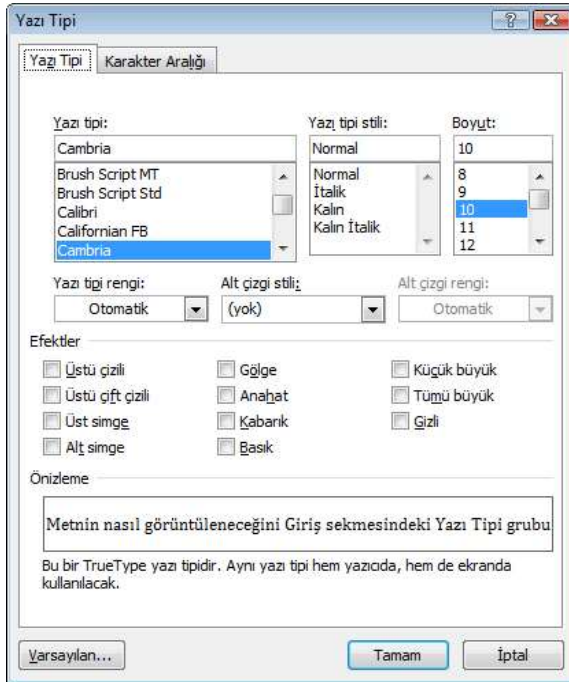 Yazı Tipi
Yazı Tipi Karakter Aralığı
Yazı tipi: Yazı tipi stili: Boyut:
Cambria Normal 10
Brush Script MT Normal 8
Brush Script Std İtalik 9
Calibri Kalın 10
Californian FB Kalın İtalik 11
Cambria 12
Yazı tipi rengi: Alt çizgi stili: Alt çizgi rengi:
Otomatik (yok) Otomatik
Efektler
Üstü çizili Gölge Küçük büyük
Üstü çift çizili Anahat Tümü büyük
Üst simge Kabarık Gizli
Alt simge Basık
Önizleme
Metnin nasıl görüntüleneceğini Giriş sekmesindeki Yazı Tipi grubu
Bu bir TrueType yazı tipidir. Aynı yazı tipi hem yazıcıda, hem de ekranda
kullanılacak.
Varsayılan... Tamam İptal